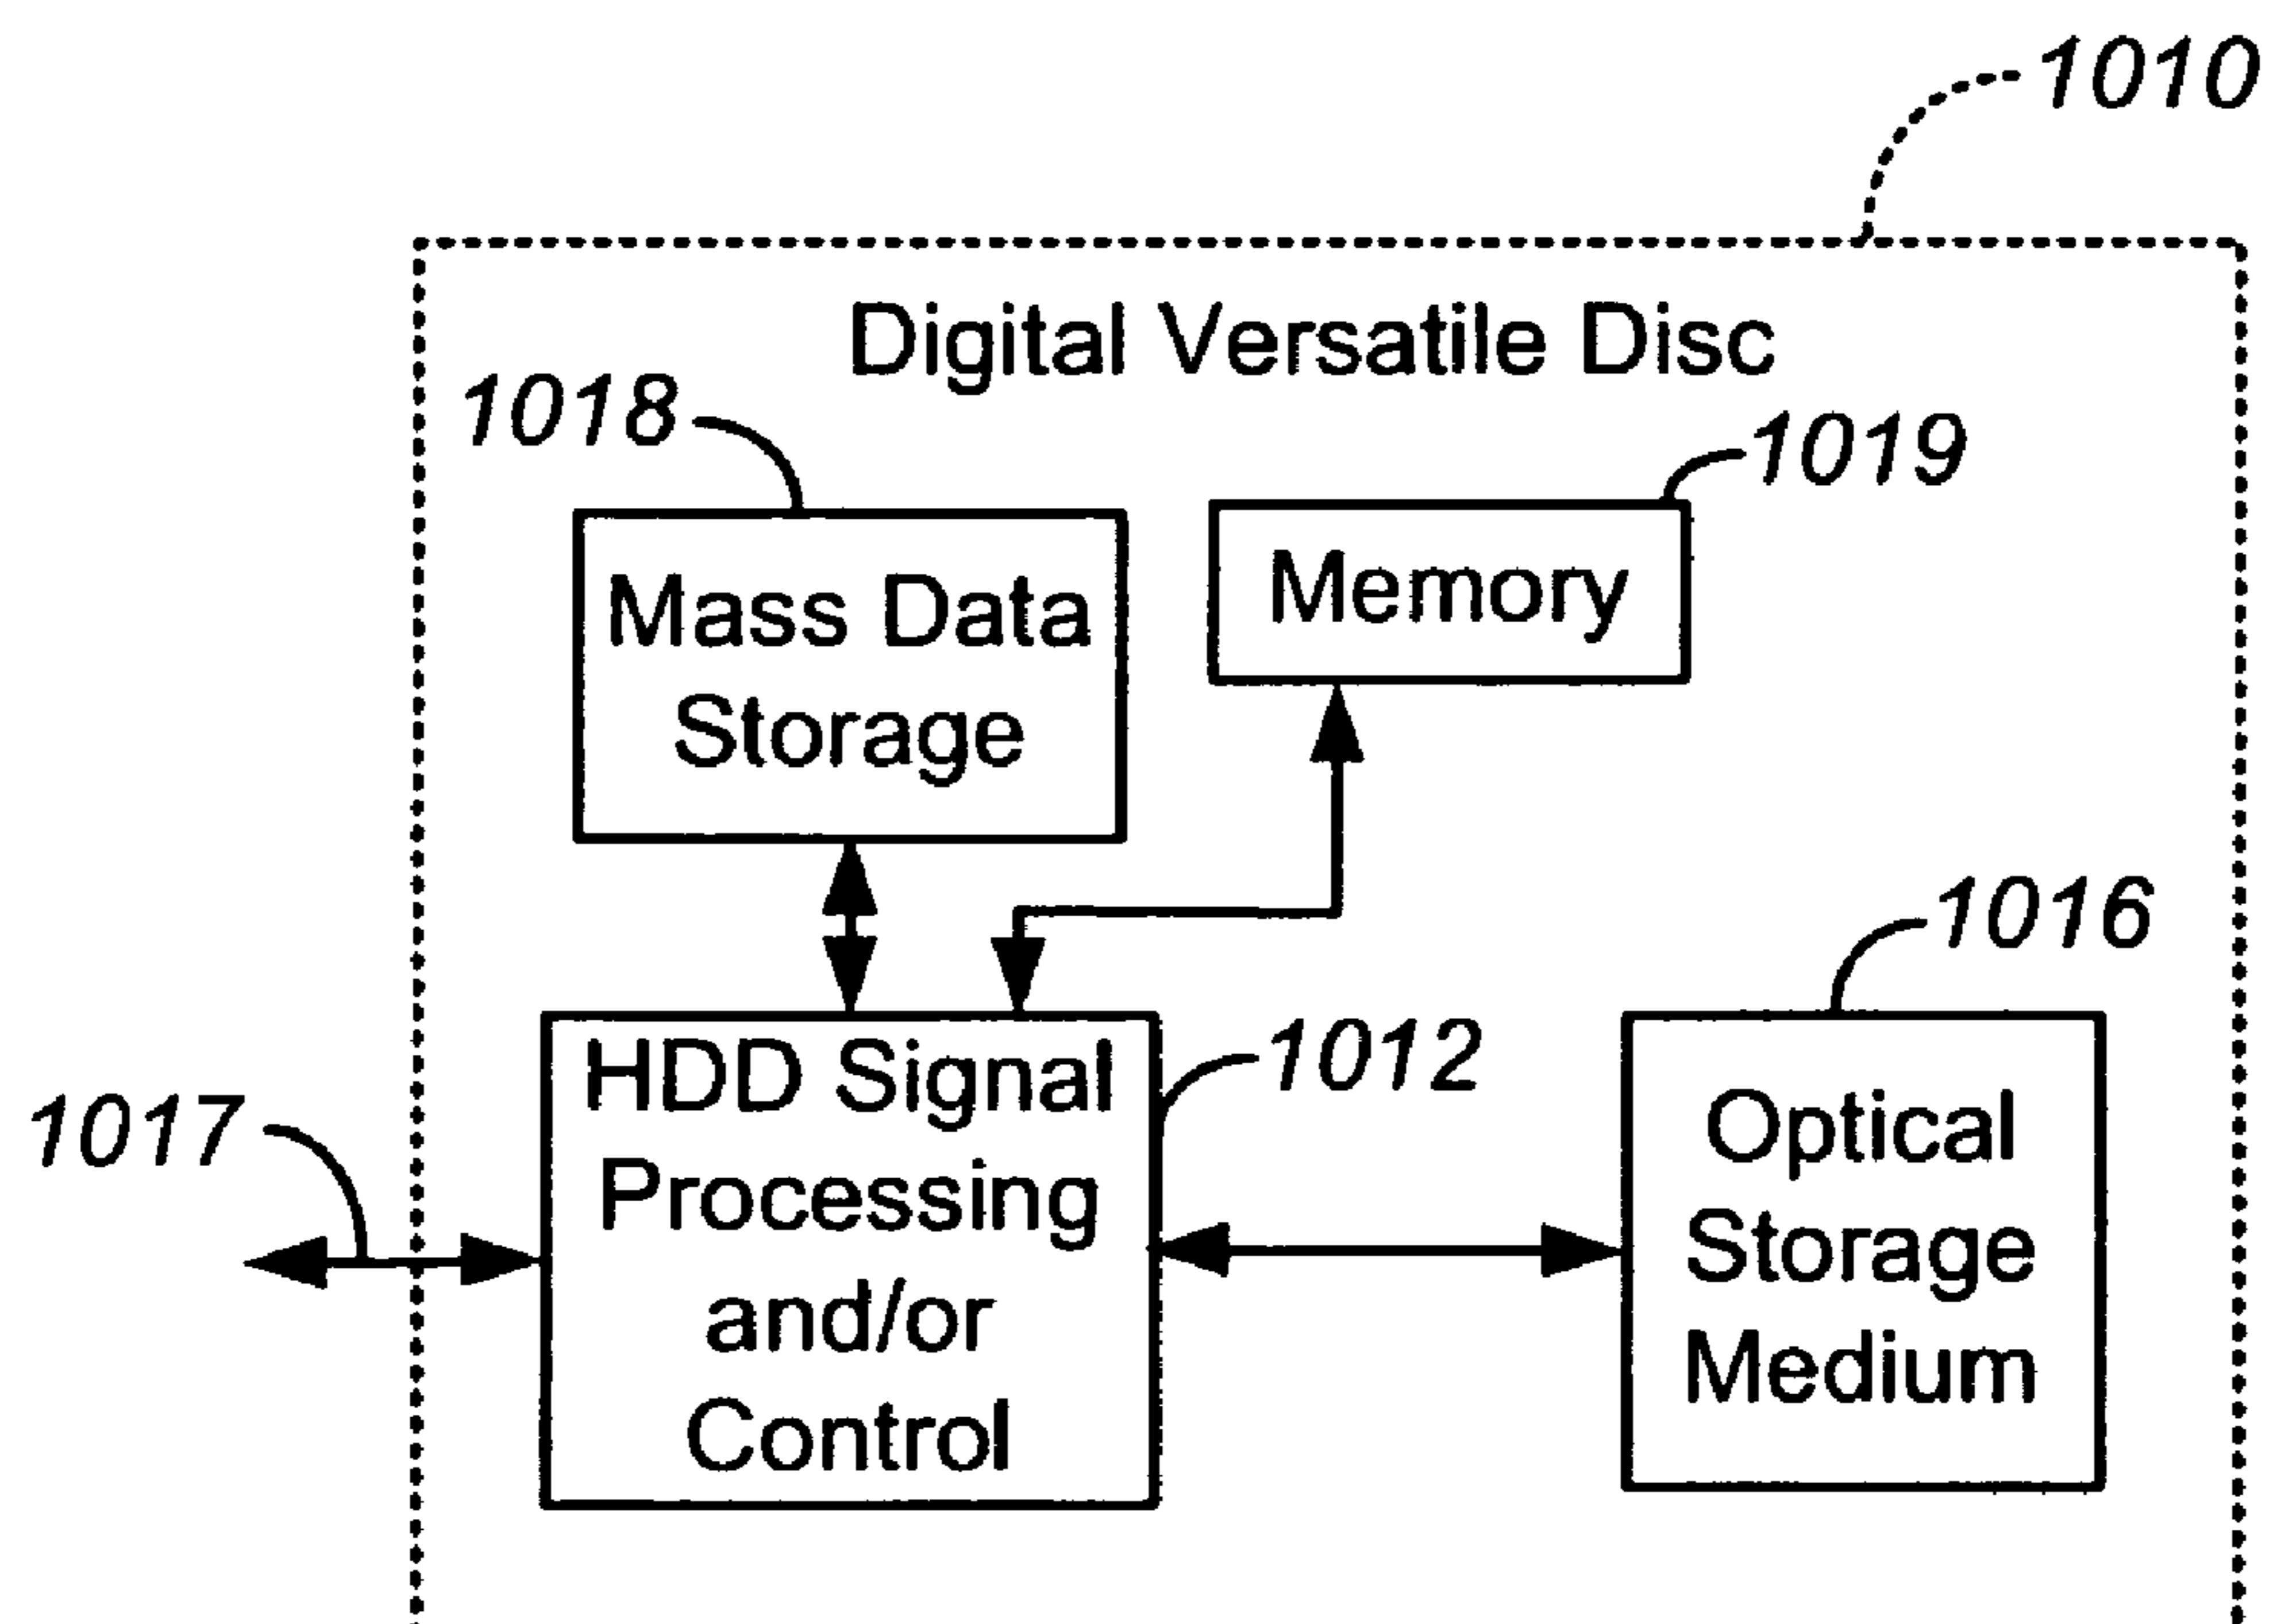 1010
Digital Versatile Disc
1018
1019
Mass Data
Storage
Memory
1016
HDD Signal
Processing
and/or
Control
1012
1017
Optical
Storage
Medium